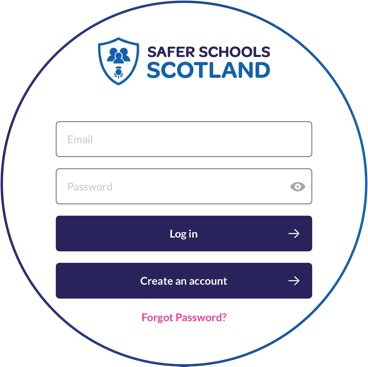 SAFER SCHOOLS
SCOTLAND
Email
Password
Log in
Create an account
Forgot Password?